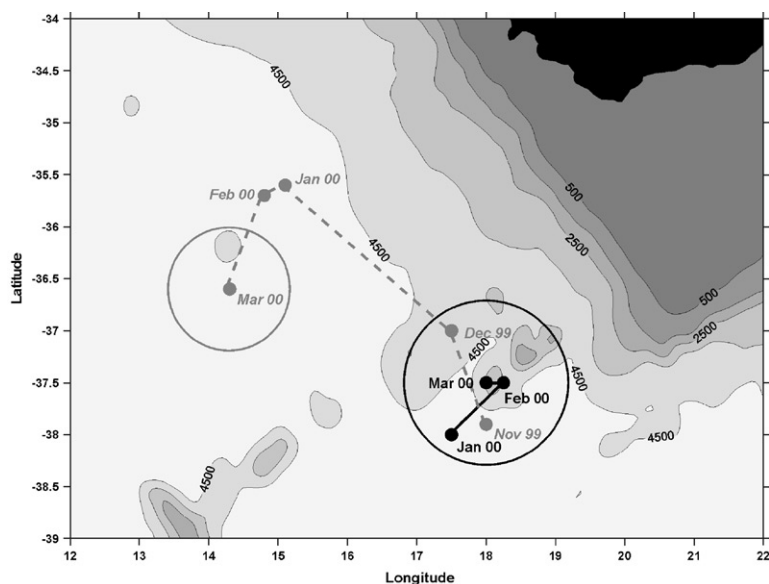 -34
-34.5
-35
-35.5
-36
-36.5
-37
-37.5
-38
-38.5
-39
Latitude
4500
500
2500
4500
Jan 00
Feb 00
Mar 00
500
2500
4500
Dec 99
4500
Mar 00
Feb 00
Jan 00
Nov 99
4500
4500
12 13 14 15 16 17 18 19 20 21 22
Longitude